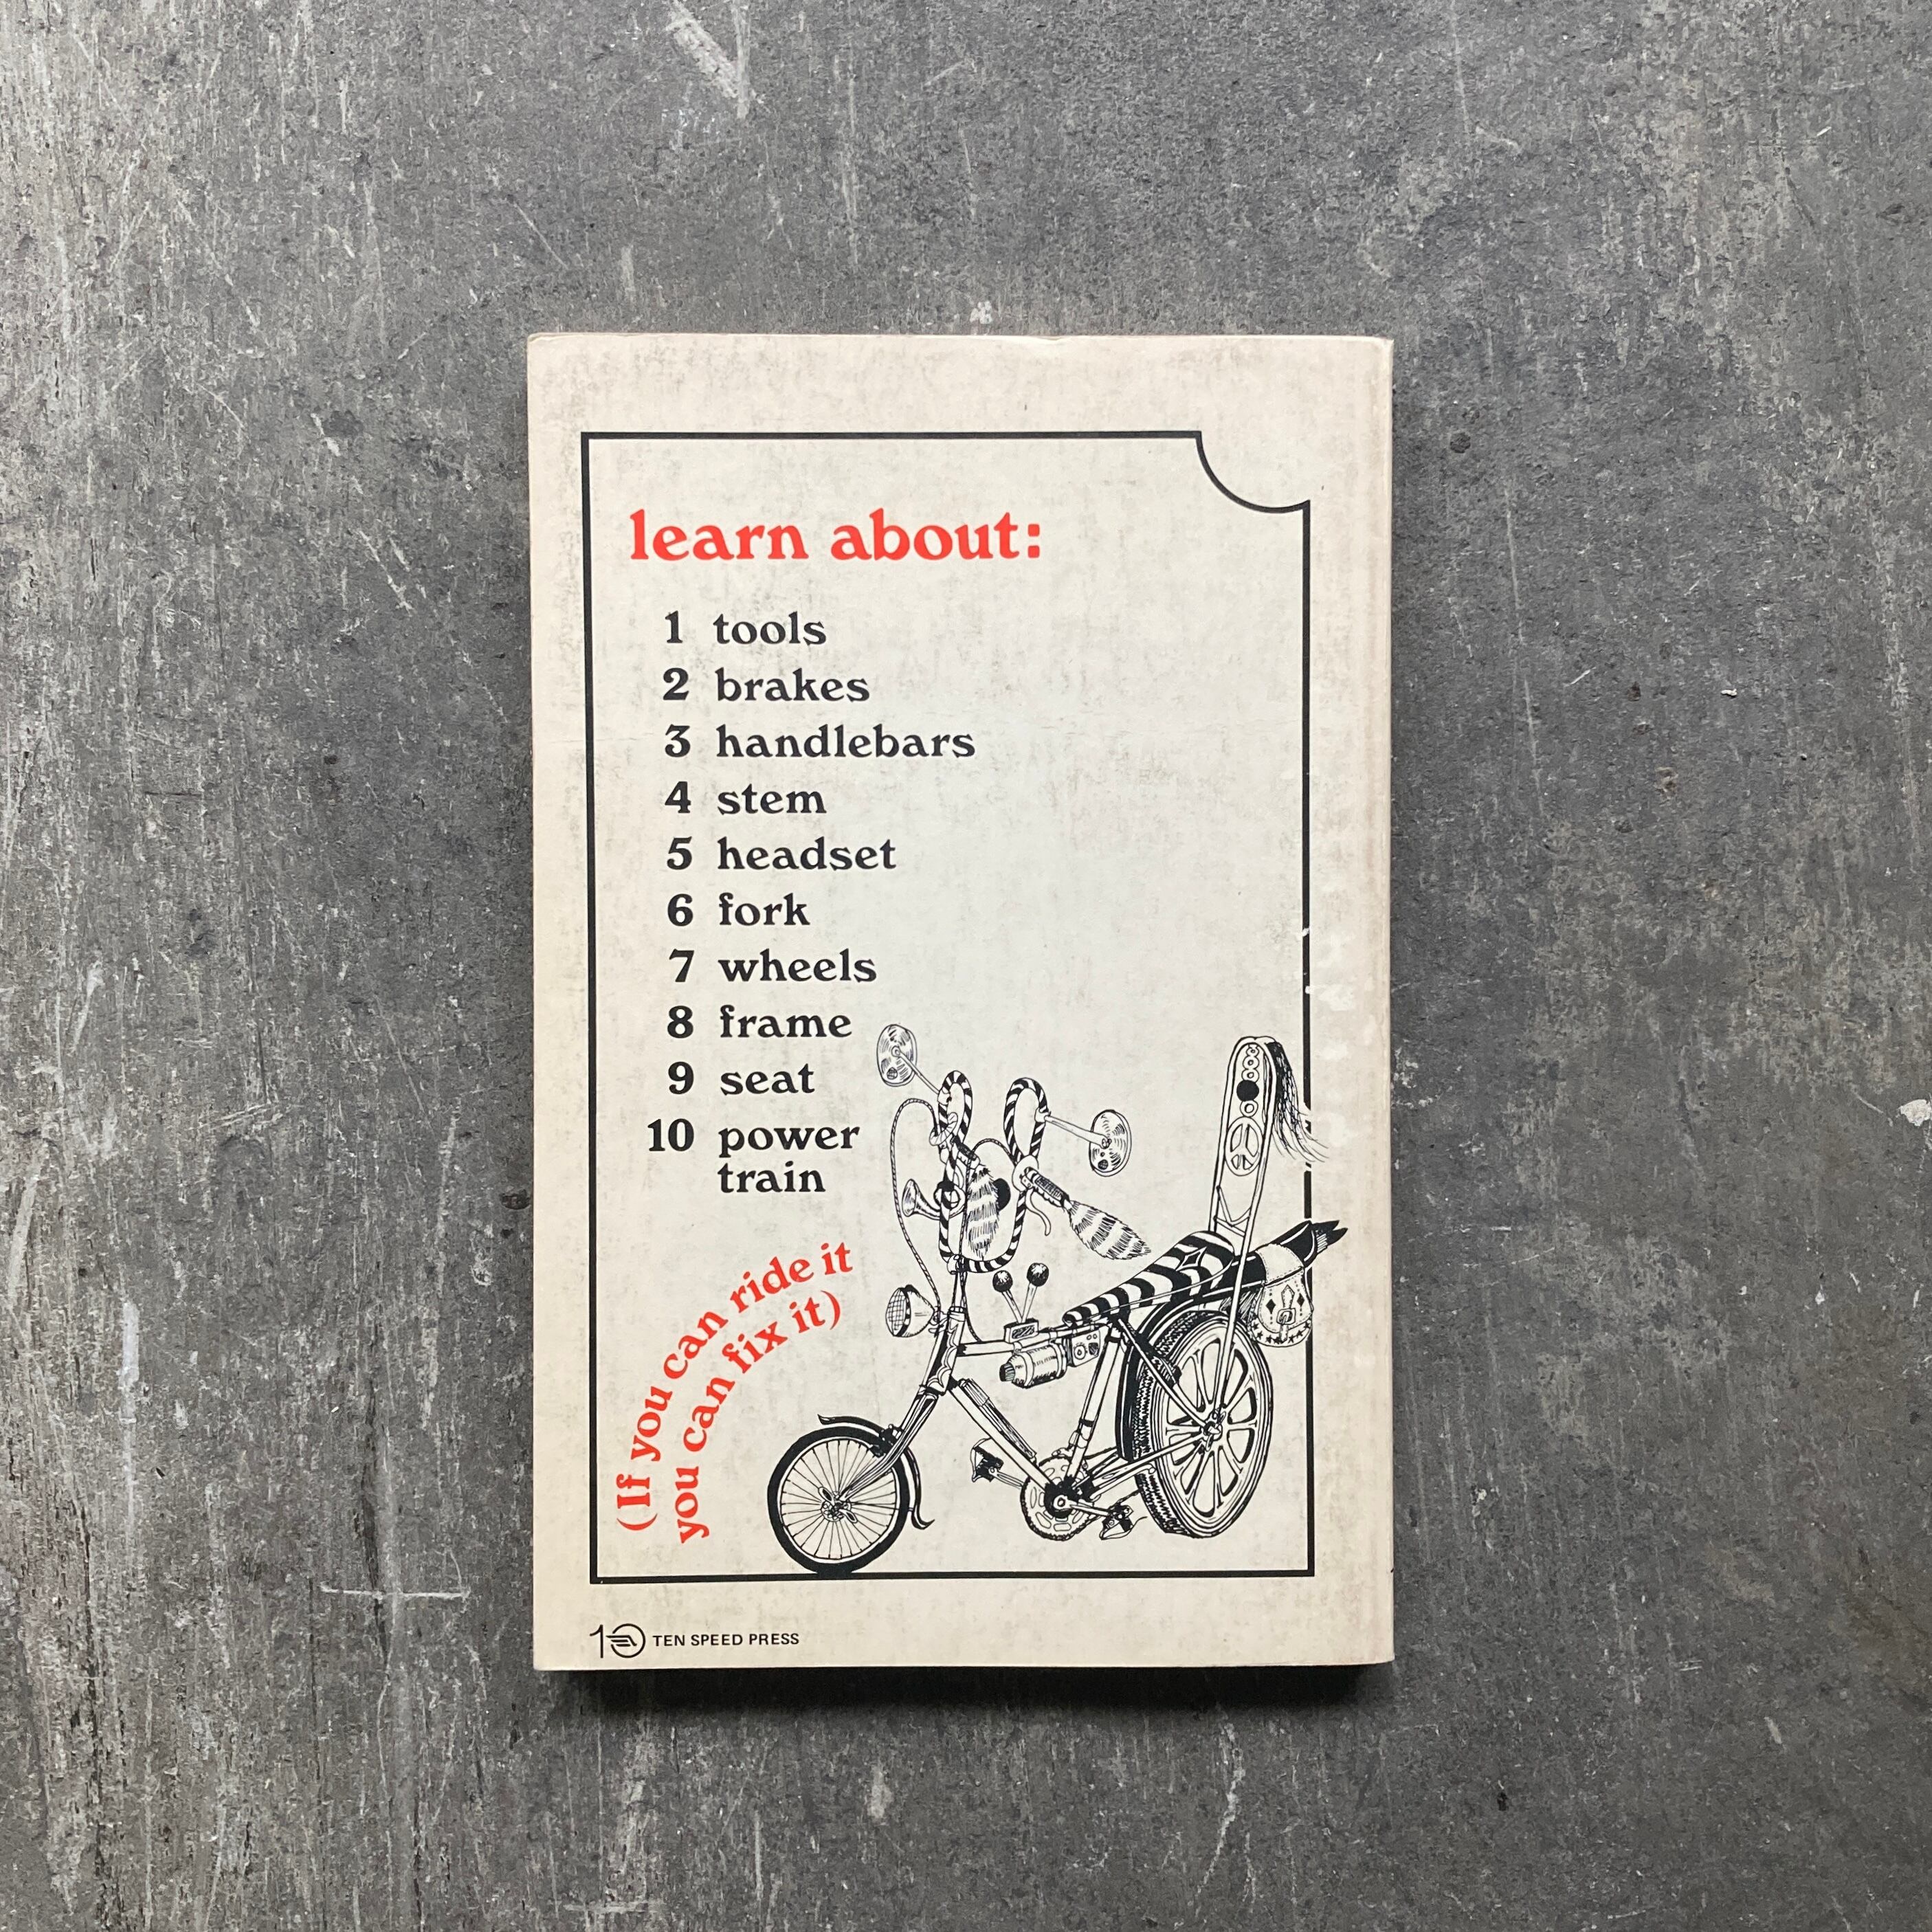 learn about:
1 tools
2 brakes
3 handlebars
4 stem
5 headset
6 fork
7 wheels
8 frame
9 seat
10 power
train
(If you can ride it
you can fix it)
10 TEN SPEED PRESS